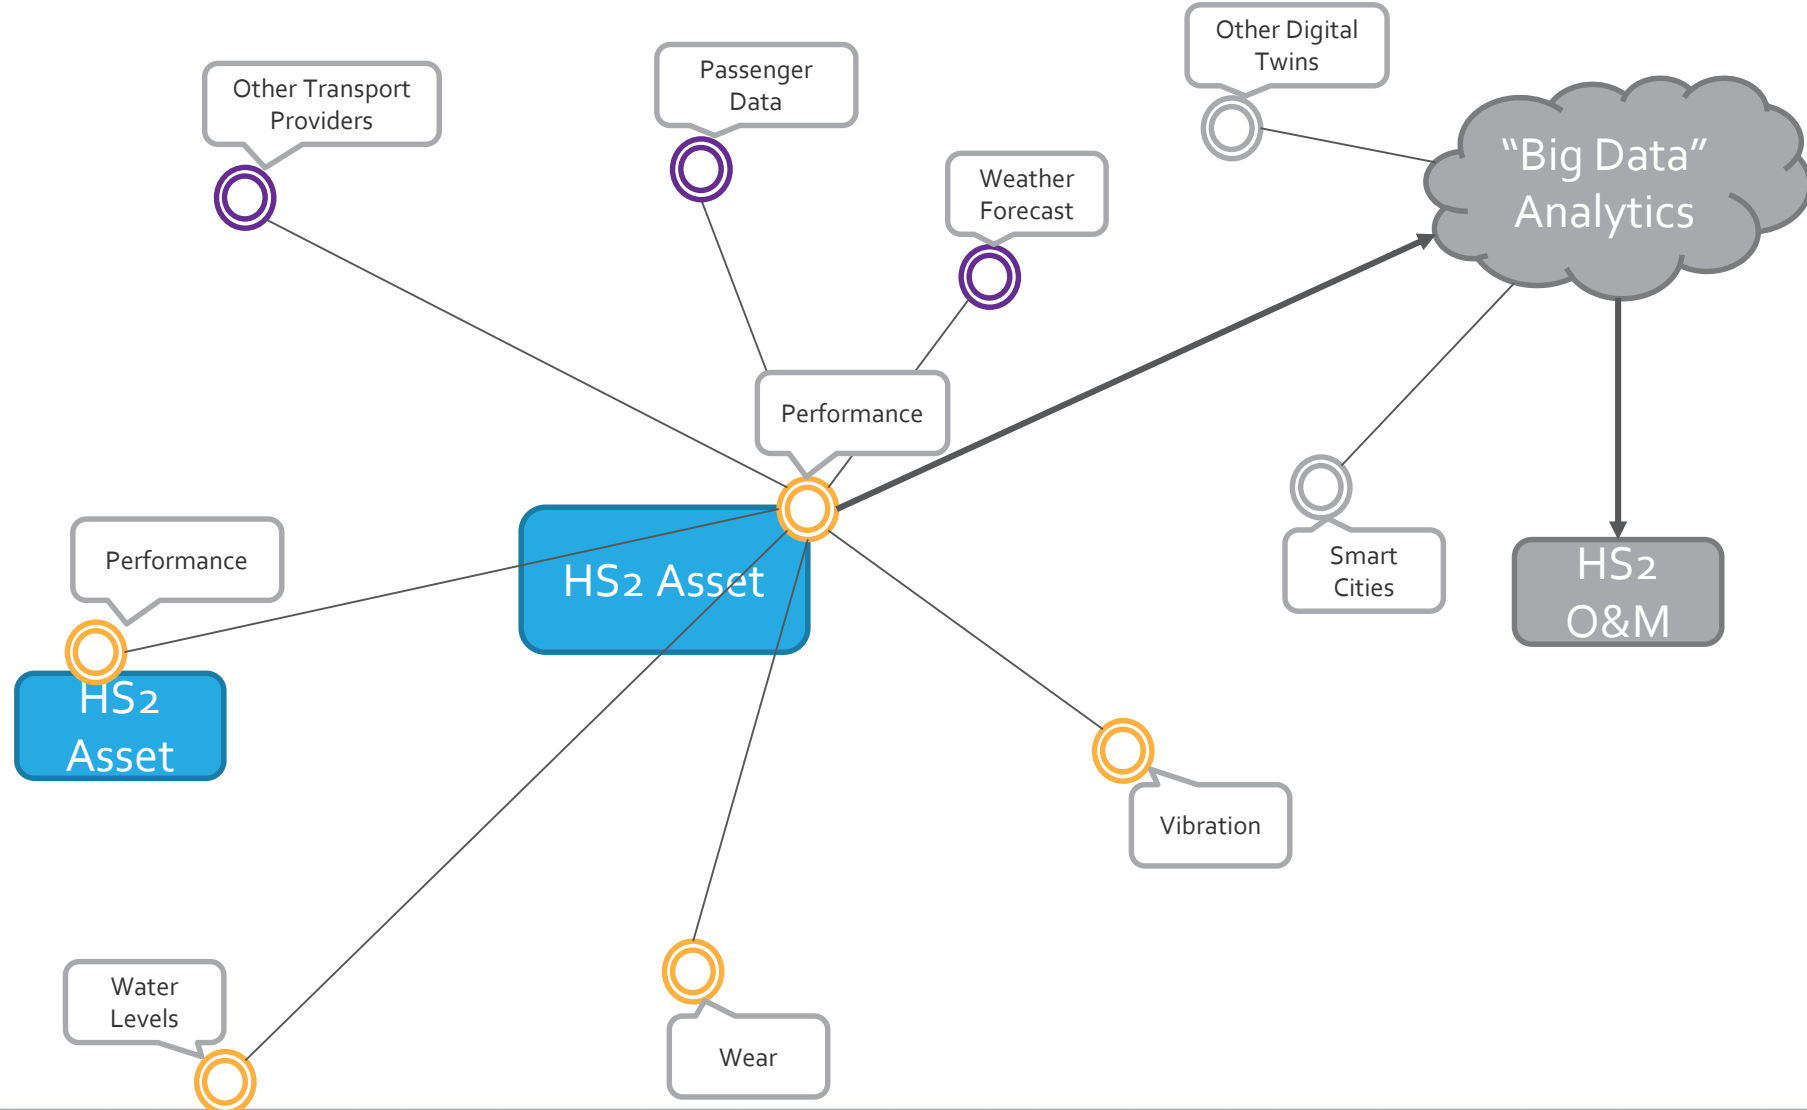 Other Digital
Twins
Other Transport
Providers
Passenger
Data
“Big Data”
Analytics
Weather
Forecast
Performance
Performance
HS2 Asset
Smart
Cities
HS2
O&M
HS2
Asset
Vibration
Water
Levels
Wear